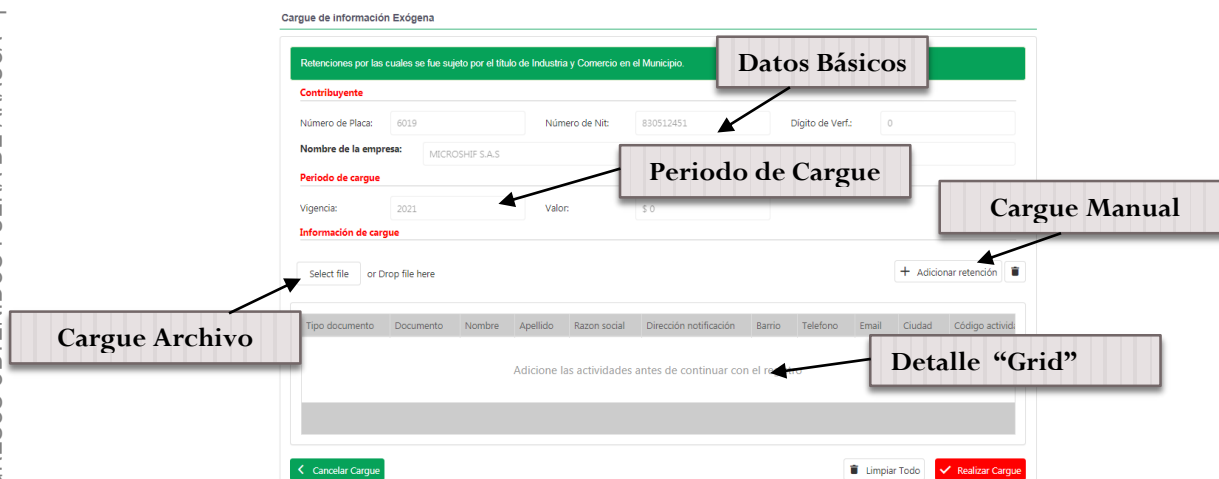 Cargue de información Exógena
Retenciones por las cuales se fue sujeto por el título de Industria y Comercio en el Municipio.
Datos Básicos
Contribuyente
Número de Placa: 6019 Número de Nit: 830512451 Dígito de Verf.: 0
Nombre de la empresa: MICROSHIF S.A.S
Periodo de Cargue
Periodo de cargue
Vigencia: 2021 Valor: $ 0
Cargue Manual
Información de cargue
Select file or Drop file here + Adicionar retención
Cargue Archivo
Tipo documento Documento Nombre Apellido Razon social Dirección notificación Barrio Telefono Email Ciudad Código activid
Adicione las actividades antes de continuar con el
Detalle “Grid”
Cancelar Cargue Limpiar Todo Realizar Cargue